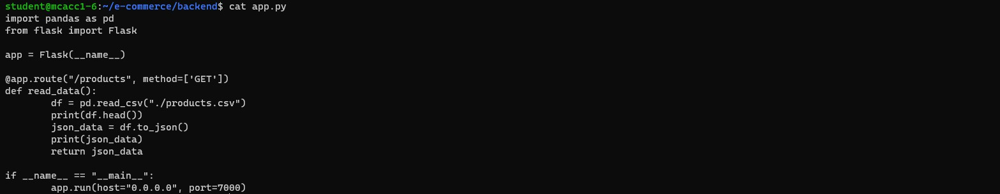 student@mcacc1-6:~/e-commerce/backend$ cat app.py
import pandas as pd
from flask import Flask

app = Flask(__name__)

@app.route("/products", method=['GET'])
def read_data():
        df = pd.read_csv("./products.csv")
        print(df.head())
        json_data = df.to_json()
        print(json_data)
        return json_data

if __name__ == "__main__":
        app.run(host="0.0.0.0", port=7000)